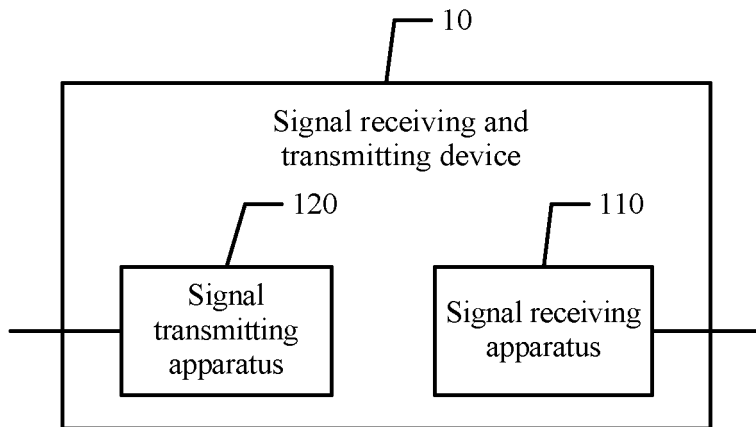 10
Signal receiving and
transmitting device
120
110
Signal
transmitting
apparatus
Signal receiving
apparatus